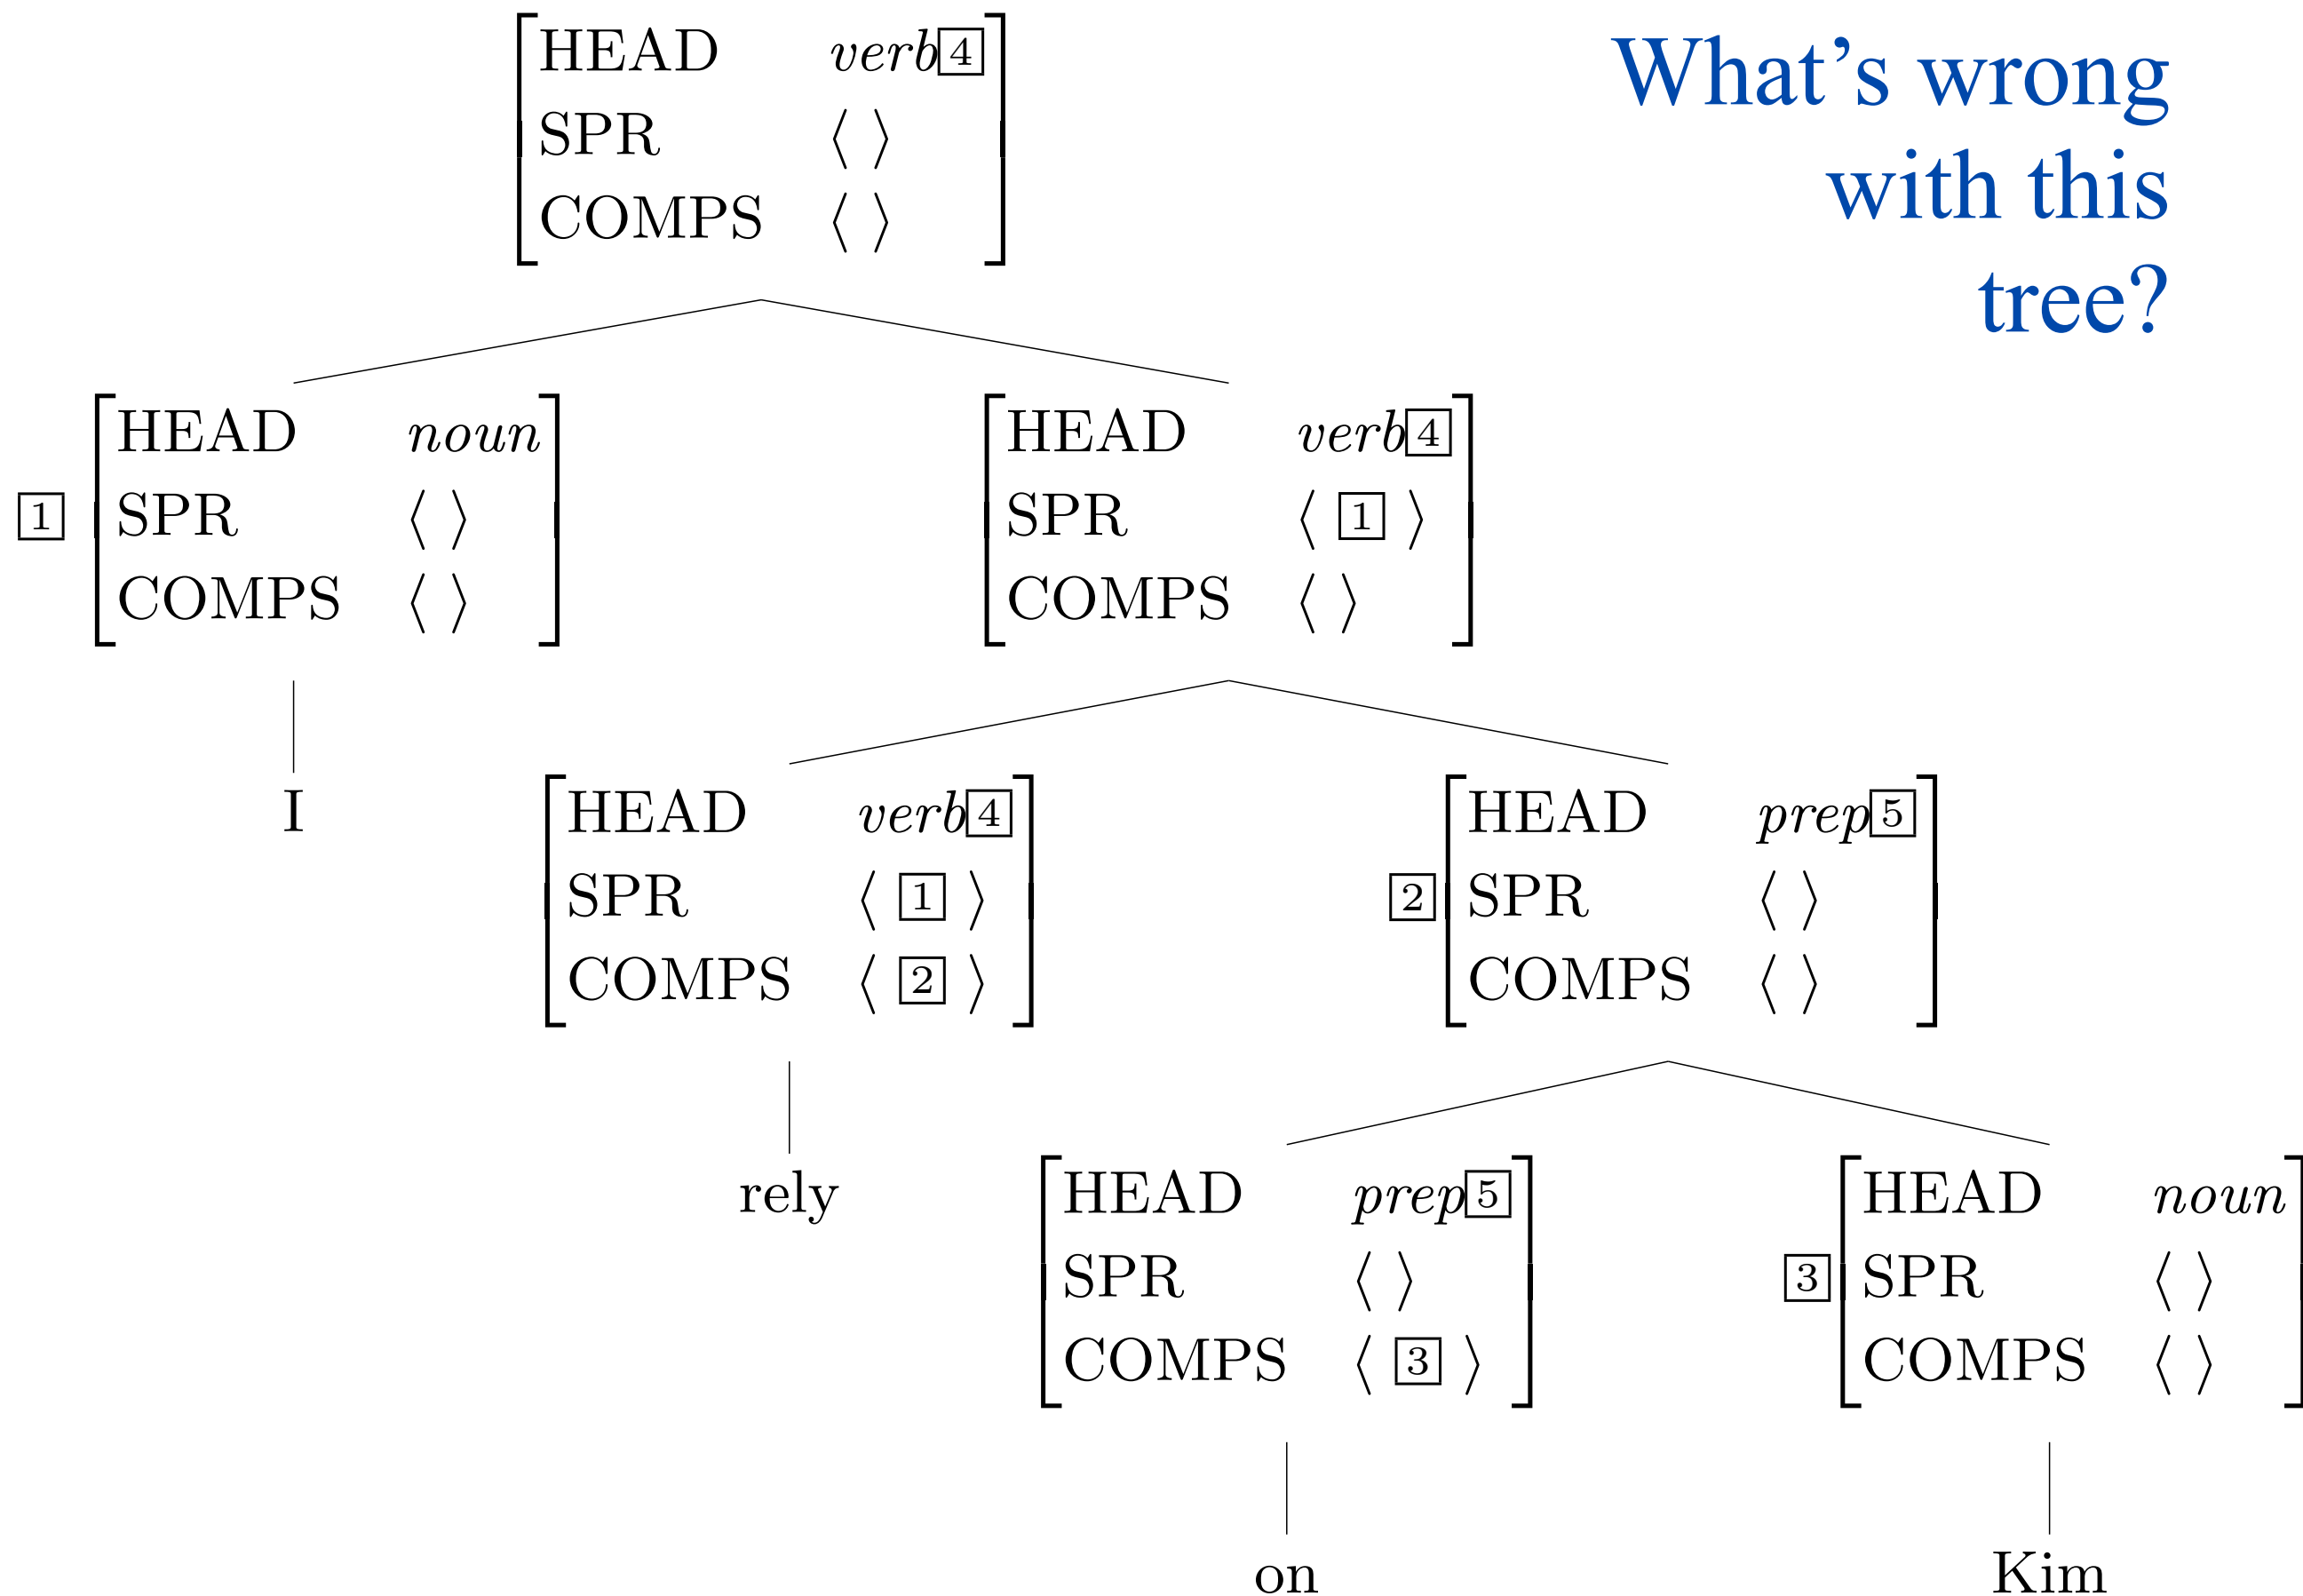 What's wrong
with this
tree?
HEAD verb 4
SPR ⟨ ⟩
COMPS ⟨ ⟩
1
HEAD noun
SPR ⟨ ⟩
COMPS ⟨ ⟩
HEAD verb 4
SPR ⟨ 1 ⟩
COMPS ⟨ ⟩
I
HEAD verb 4
SPR ⟨ 1 ⟩
COMPS ⟨ 2 ⟩
2
HEAD prep 5
SPR ⟨ ⟩
COMPS ⟨ ⟩
rely
HEAD prep 5
SPR ⟨ ⟩
COMPS ⟨ 3 ⟩
3
HEAD noun
SPR ⟨ ⟩
COMPS ⟨ ⟩
on
Kim